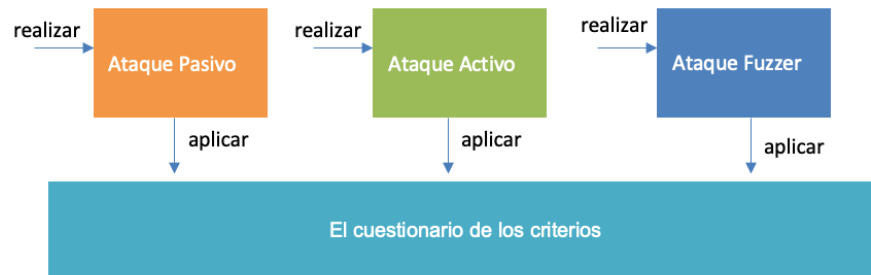 realizar
Ataque Pasivo
realizar
Ataque Activo
realizar
Ataque Fuzzer
aplicar
aplicar
aplicar
El cuestionario de los criterios